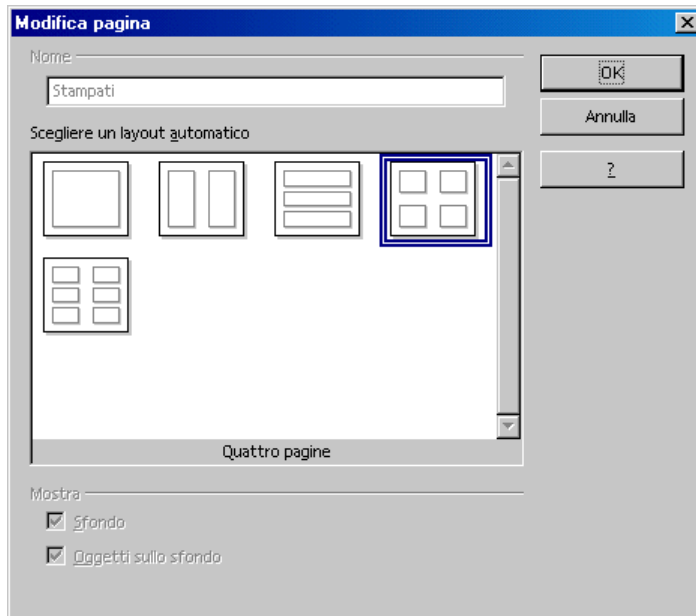 Modifica pagina
Nome
Stampati
OK
Annulla
?
Scegliere un layout automatico
Quattro pagine
Mostra
Sfondo
Oggetti sullo sfondo